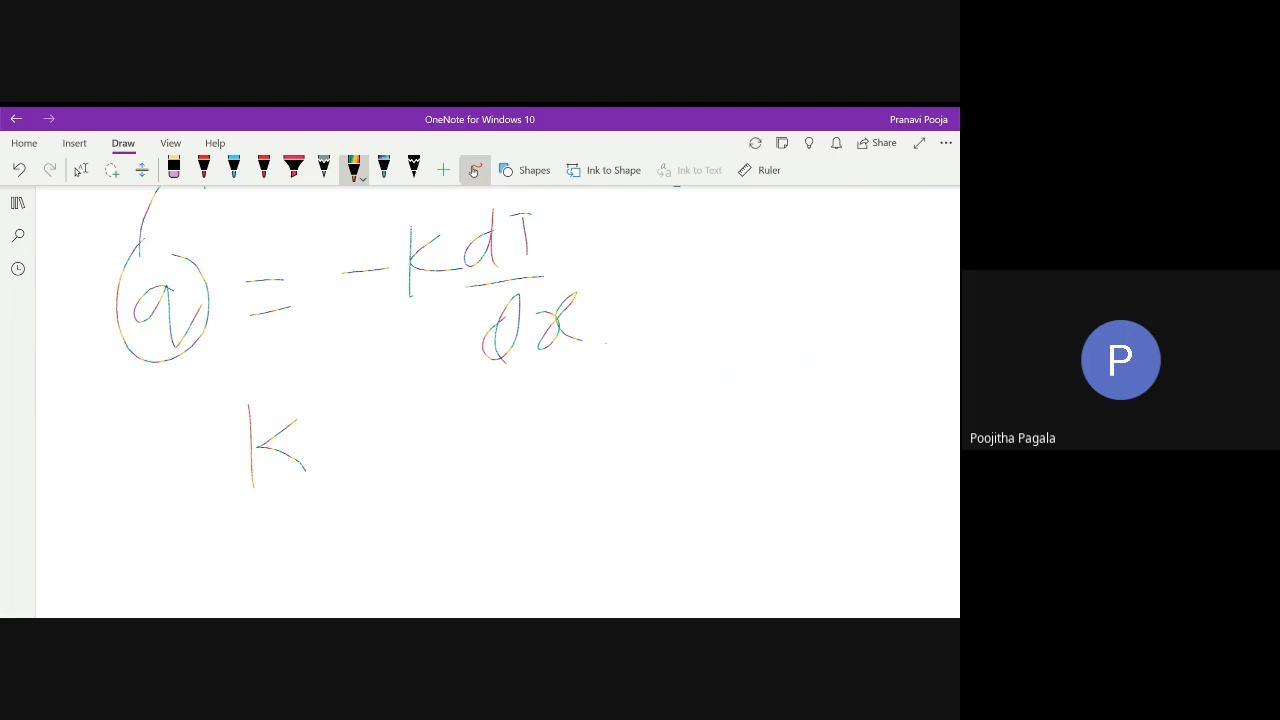 OneNote for Windows 10
Pranavi Pooja
Home Insert Draw View Help
Share
Shapes Ink to Shape Ink to Text Ruler
q = -K dT
dx
K
P
Poojitha Pagala